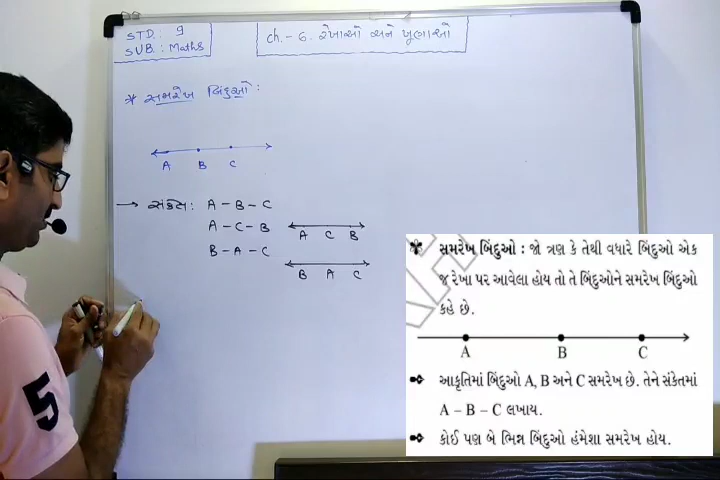 STD.: 9
SUB.: Maths
ch.- 6. રેખાઓ અને ખૂણાઓ
* સમરેખ બિંદુઓ :
A B C
→ સંકેત : A - B - C
A - C - B
A C B
B - A - C
B A C
સમરેખ બિંદુઓ : જો ત્રણ કે તેથી વધારે બિંદુઓ એક
જ રેખા પર આવેલા હોય તો તે બિંદુઓને સમરેખ બિંદુઓ
કહે છે.
A B C
આકૃતિમાં બિંદુઓ A, B અને C સમરેખ છે. તેને સંકેતમાં
A – B – C લખાય.
કોઈ પણ બે ભિન્ન બિંદુઓ હંમેશા સમરેખ હોય.
5